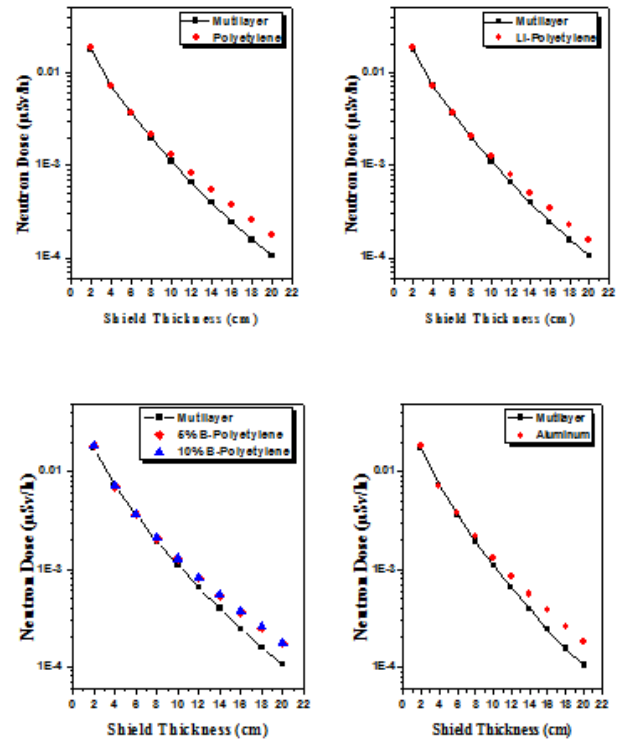 Mutilayer
Polyetylene
Neutron Dose (μSv/h)
0.01
1E-3
1E-4
0 2 4 6 8 10 12 14 16 18 20 22
Shield Thickness (cm)
Mutilayer
LI-Polyetylene
Neutron Dose (μSv/h)
0.01
1E-3
1E-4
0 2 4 6 8 10 12 14 16 18 20 22
Shield Thickness (cm)
Mutilayer
5% B-Polyetylene
10% B-Polyetylene
Neutron Dose (μSv/h)
0.01
1E-3
1E-4
0 2 4 6 8 10 12 14 16 18 20 22
Shield Thickness (cm)
Mutilayer
Aluminum
Neutron Dose (μSv/h)
0.01
1E-3
1E-4
0 2 4 6 8 10 12 14 16 18 20 22
Shield Thickness (cm)